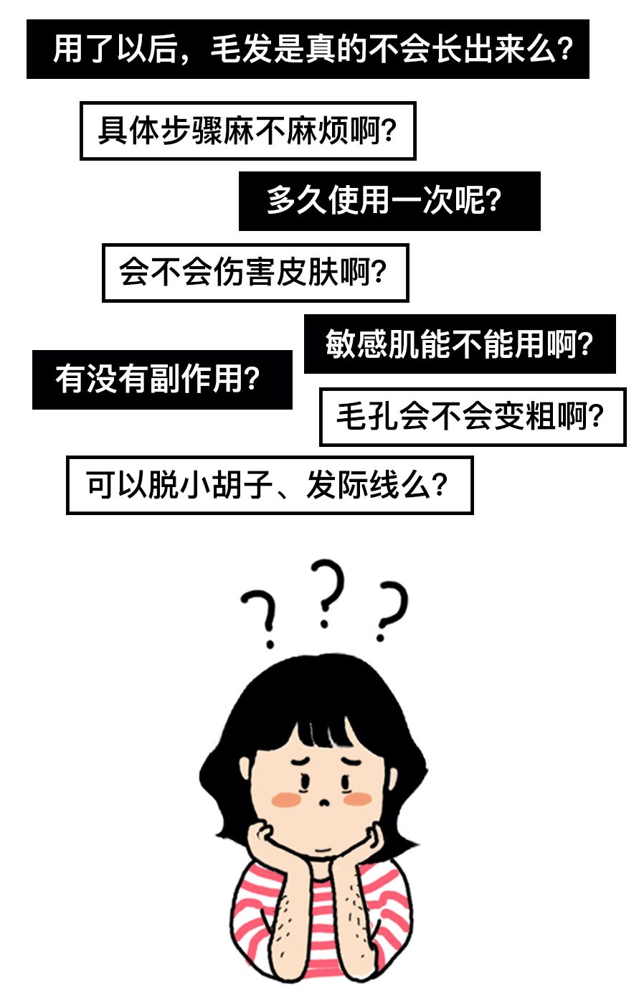 用了以后，毛发是真的不会长出来么？
具体步骤麻不麻烦啊？
多久使用一次呢？
会不会伤害皮肤啊？
敏感肌能不能用啊？
有没有副作用？
毛孔会不会变粗啊？
可以脱小胡子、发际线么？
? ? ?